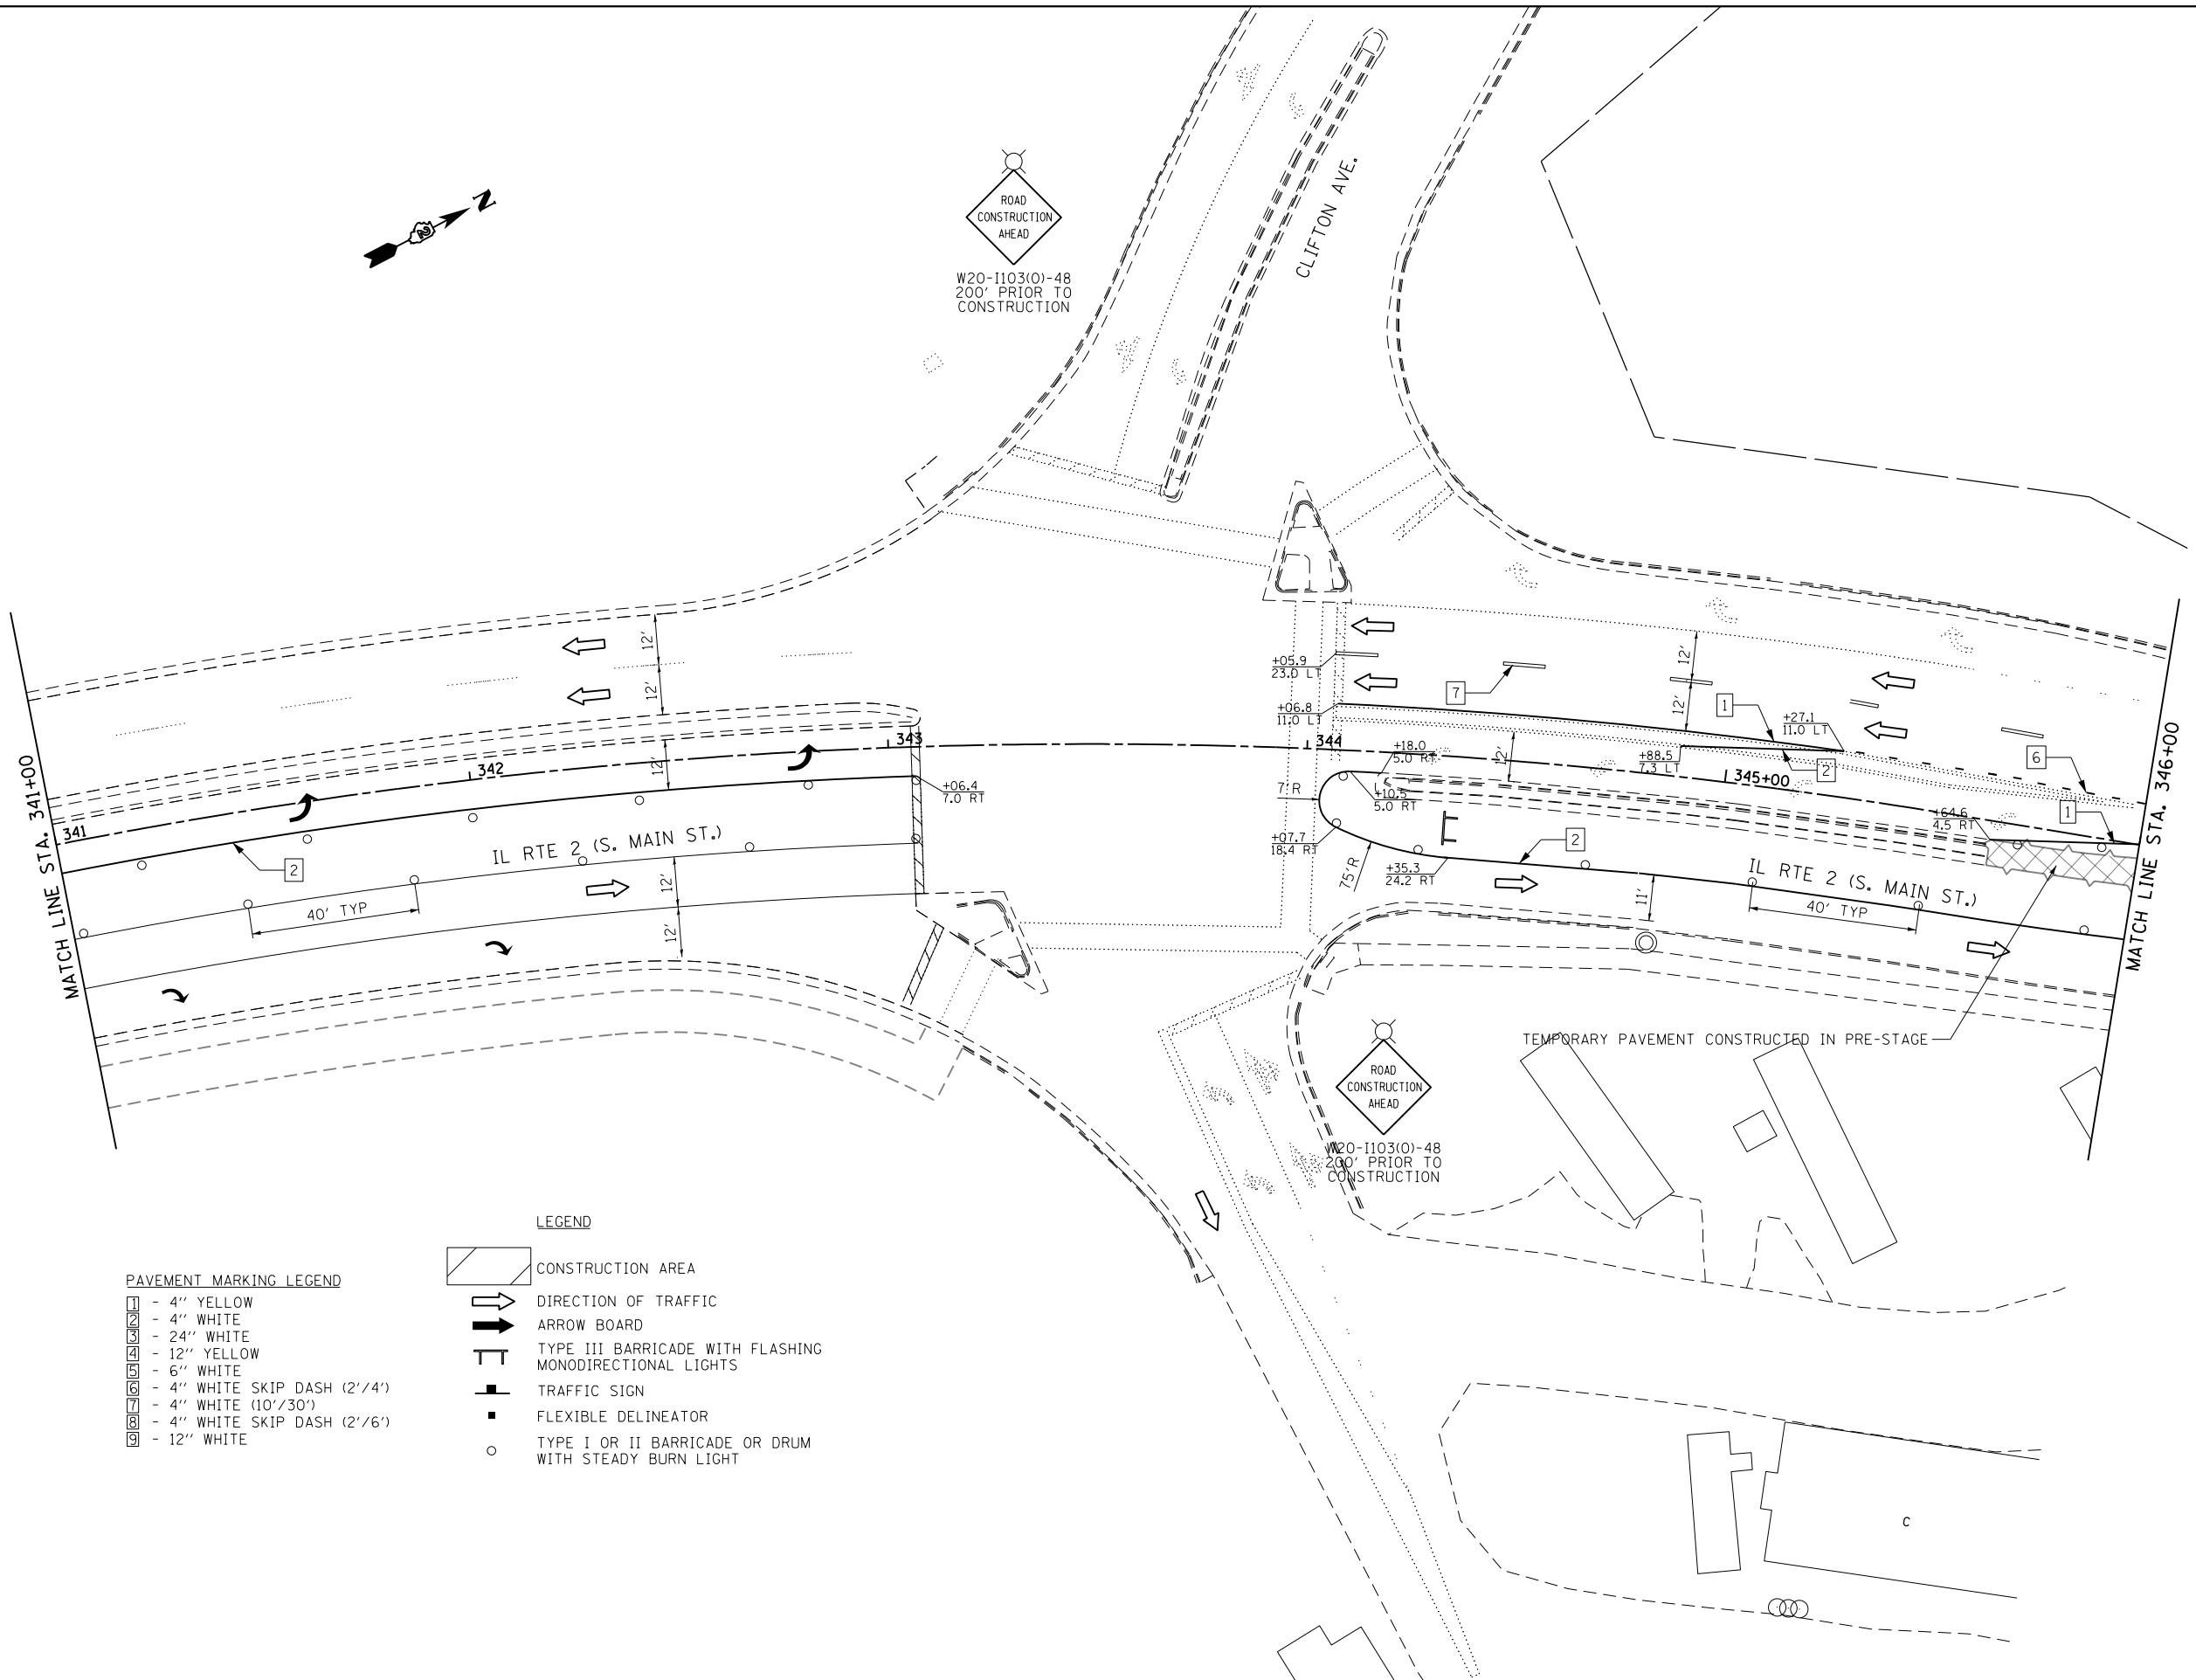 ROAD
CONSTRUCTION
AHEAD
W20-I103(O)-48
200' PRIOR TO
CONSTRUCTION
CLIFTON AVE.
2
N
MATCH LINE STA. 341+00
341
342
343
344
345+00
MATCH LINE STA. 346+00
12'
12'
12'
12'
12'
12'
12'
12'
11'
+05.9
23.0 LT
+06.8
11.0 LT
7
1
+27.1
11.0 LT
6
+18.0
5.0 RT
+88.5
7.3 LT
2
+06.4
7.0 RT
7'R
+10.5
5.0 RT
+07.7
18.4 RT
75'R
+35.3
24.2 RT
2
+64.6
4.5 RT
1
2
IL RTE 2 (S. MAIN ST.)
40' TYP
IL RTE 2 (S. MAIN ST.)
40' TYP
TEMPORARY PAVEMENT CONSTRUCTED IN PRE-STAGE
ROAD
CONSTRUCTION
AHEAD
W20-I103(O)-48
200' PRIOR TO
CONSTRUCTION
C
PAVEMENT MARKING LEGEND
1 - 4'' YELLOW
2 - 4'' WHITE
3 - 24'' WHITE
4 - 12'' YELLOW
5 - 6'' WHITE
6 - 4'' WHITE SKIP DASH (2'/4')
7 - 4'' WHITE (10'/30')
8 - 4'' WHITE SKIP DASH (2'/6')
9 - 12'' WHITE
LEGEND
CONSTRUCTION AREA
DIRECTION OF TRAFFIC
ARROW BOARD
TYPE III BARRICADE WITH FLASHING
MONODIRECTIONAL LIGHTS
TRAFFIC SIGN
FLEXIBLE DELINEATOR
TYPE I OR II BARRICADE OR DRUM
WITH STEADY BURN LIGHT